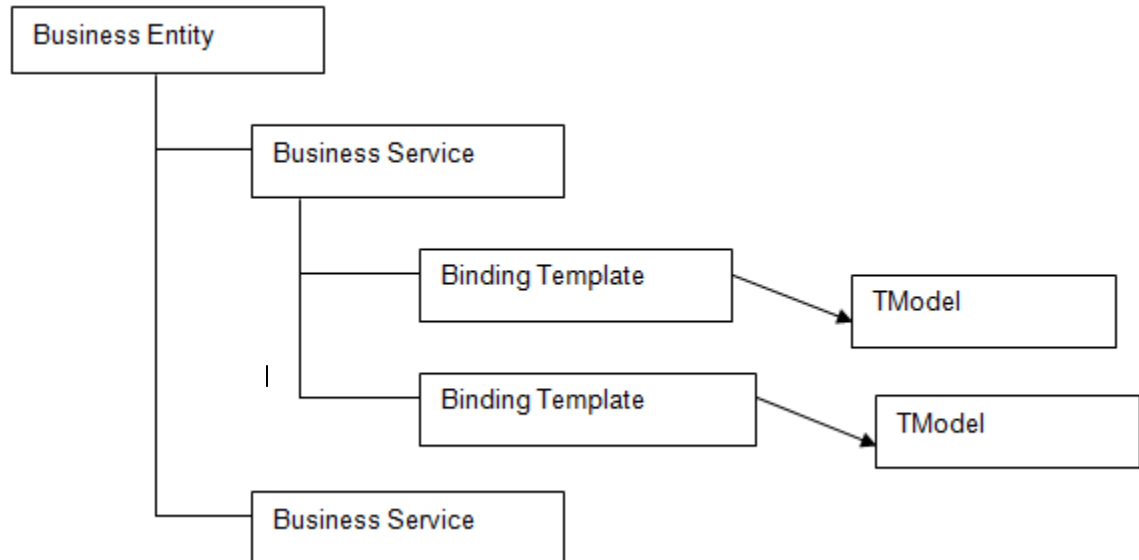 Business Entity
Business Service
Binding Template
TModel
Binding Template
TModel
Business Service